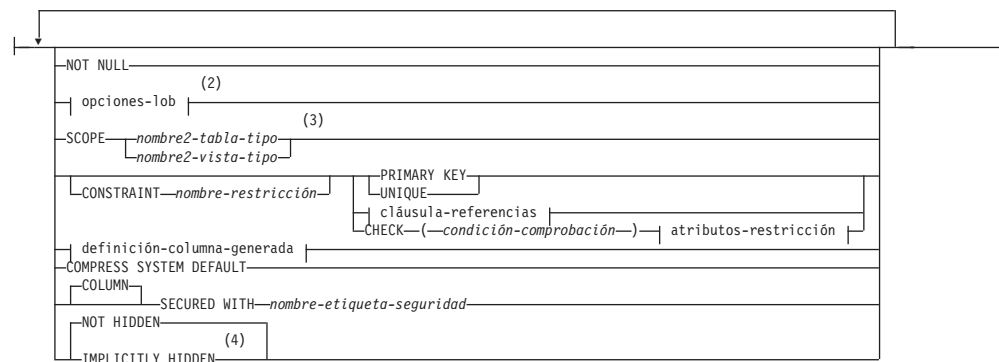 NOT NULL
(2)
opciones-lob
(3)
SCOPE nombre2-tabla-tipo
nombre2-vista-tipo
PRIMARY KEY
CONSTRAINT nombre-restricción UNIQUE
cláusula-referencias
CHECK ( condición-comprobación ) atributos-restricción
definición-columna-generada
COMPRESS SYSTEM DEFAULT
COLUMN
SECURED WITH nombre-etiqueta-seguridad
NOT HIDDEN
(4)
IMPLICITLY HIDDEN